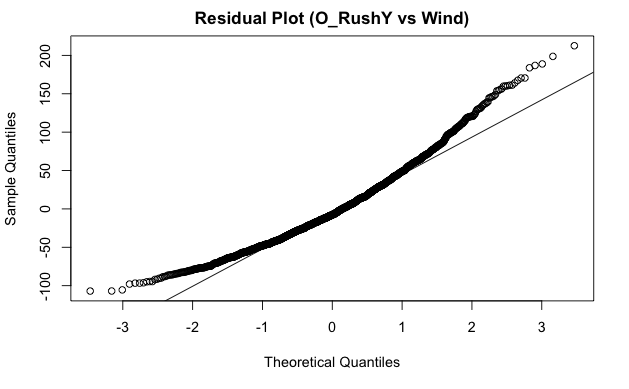 Residual Plot (O_RushY vs Wind)
Sample Quantiles
200
150
100
50
0
-50
-100
-3 -2 -1 0 1 2 3
Theoretical Quantiles